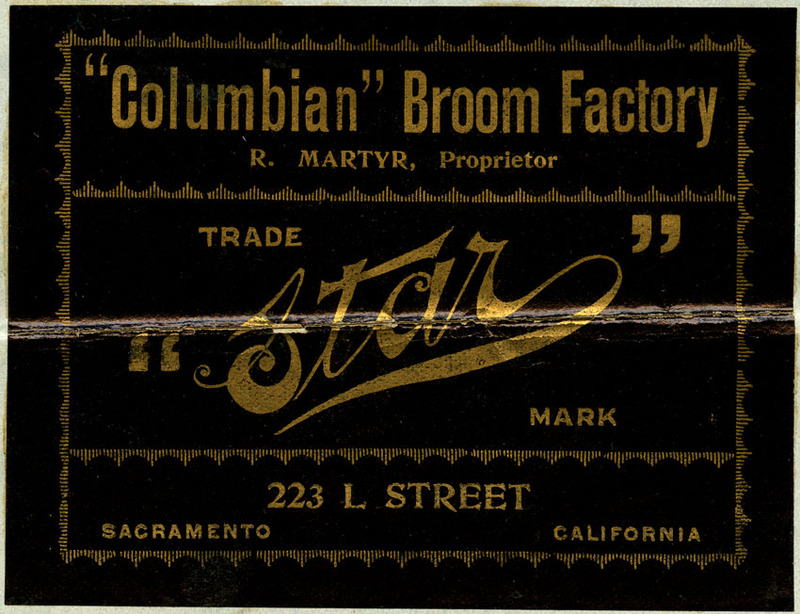 "Columbian" Broom Factory
R. MARTYR, Proprietor
TRADE
"Star"
MARK
223 L STREET
SACRAMENTO CALIFORNIA